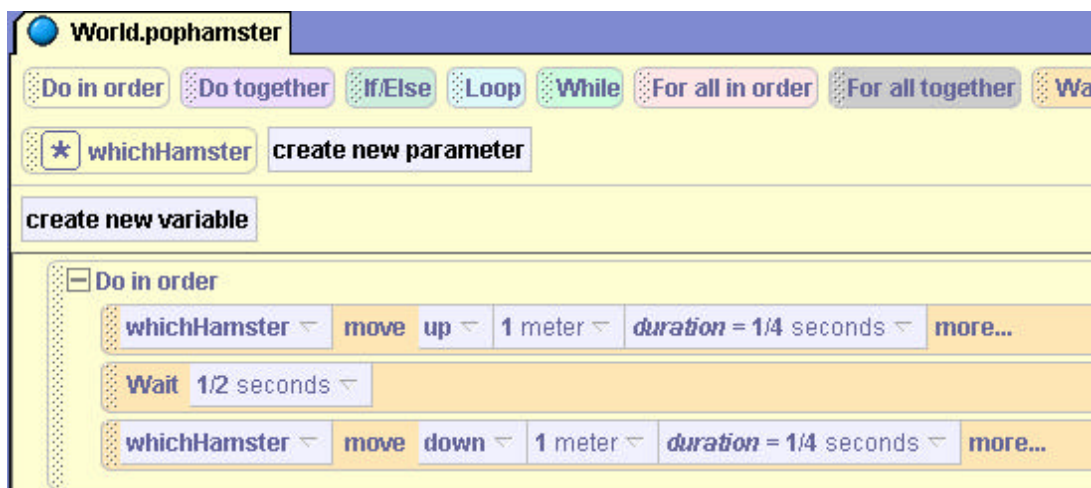 World.pophamster
Do in order Do together If/Else Loop While For all in order For all together Wa
* whichHamster create new parameter
create new variable
Do in order
whichHamster move up 1 meter duration = 1/4 seconds more...
Wait 1/2 seconds
whichHamster move down 1 meter duration = 1/4 seconds more...